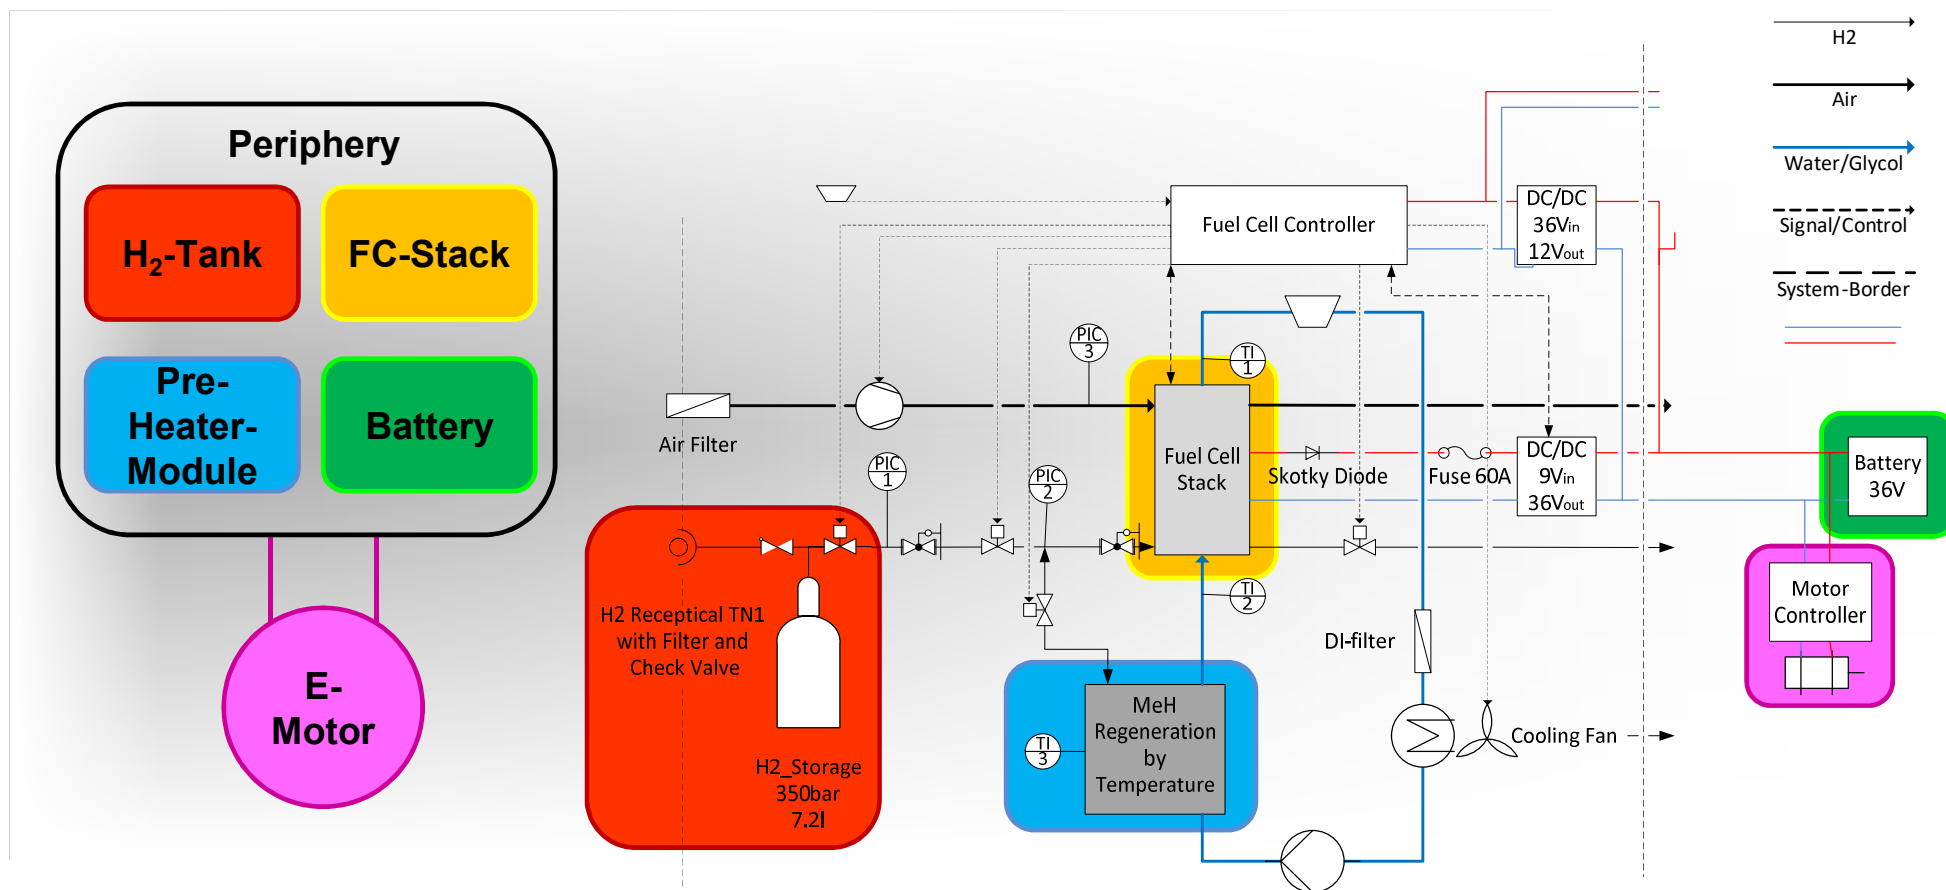 Periphery
H2-Tank
FC-Stack
Pre-
Heater-
Module
Battery
E-
Motor
H2
Air
Water/Glycol
Signal/Control
System-Border
Fuel Cell Controller
DC/DC
36Vin
12Vout
PIC
3
TI
1
Air Filter
PIC
1
PIC
2
Fuel Cell
Stack
Skotky Diode
Fuse 60A
DC/DC
9Vin
36Vout
Battery
36V
Motor
Controller
H2 Receptical TN1
with Filter and
Check Valve
H2_Storage
350bar
7.2l
TI
2
DI-filter
MeH
Regeneration
by
Temperature
TI
3
Cooling Fan